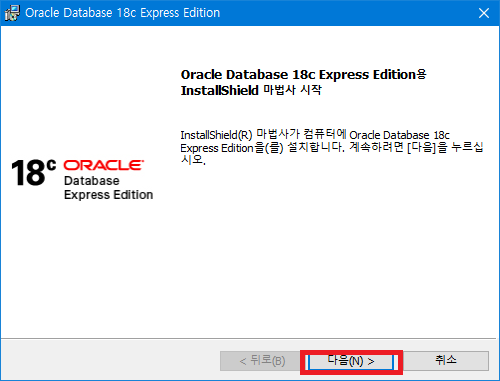 Oracle Database 18c Express Edition
Oracle Database 18c Express Edition용
InstallShield 마법사 시작
InstallShield(R) 마법사가 컴퓨터에 Oracle Database 18c
Express Edition을(를) 설치합니다. 계속하려면 [다음]을 누르십
시오.
18c ORACLE
Database
Express Edition
< 뒤로(B)
다음(N) >
취소